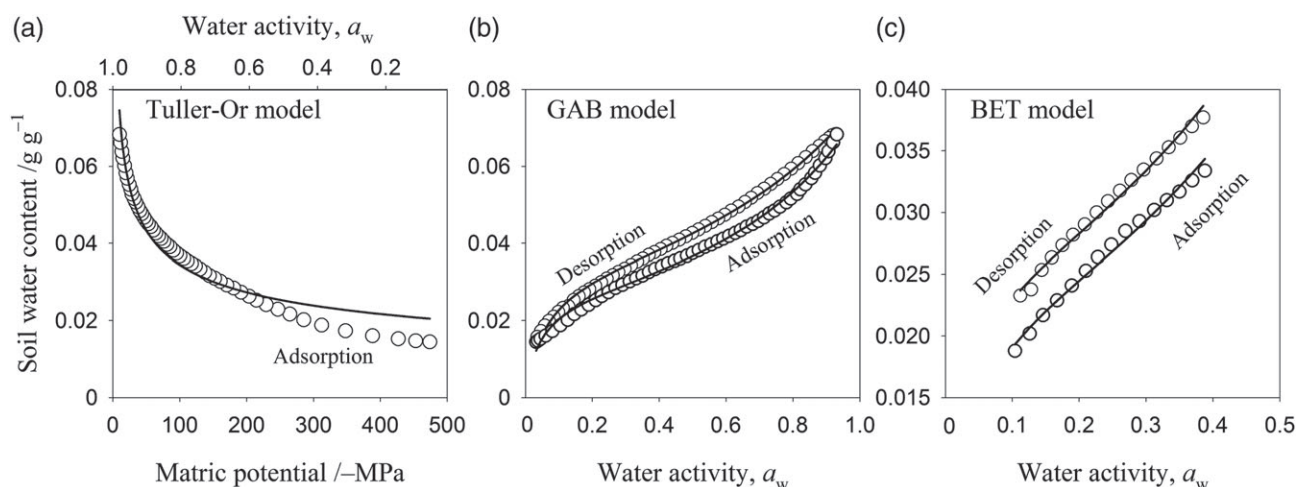 (a)
Water activity, a_w
1.0 0.8 0.6 0.4 0.2
Tuller-Or model
Adsorption
0.08
0.06
0.04
0.02
0
0 100 200 300 400 500
Soil water content /g g⁻¹
Matric potential /–MPa
(b)
GAB model
Desorption
Adsorption
0.08
0.06
0.04
0.02
0
0 0.2 0.4 0.6 0.8 1.0
Water activity, a_w
(c)
BET model
Desorption
Adsorption
0.040
0.035
0.030
0.025
0.020
0.015
0 0.1 0.2 0.3 0.4 0.5
Water activity, a_w